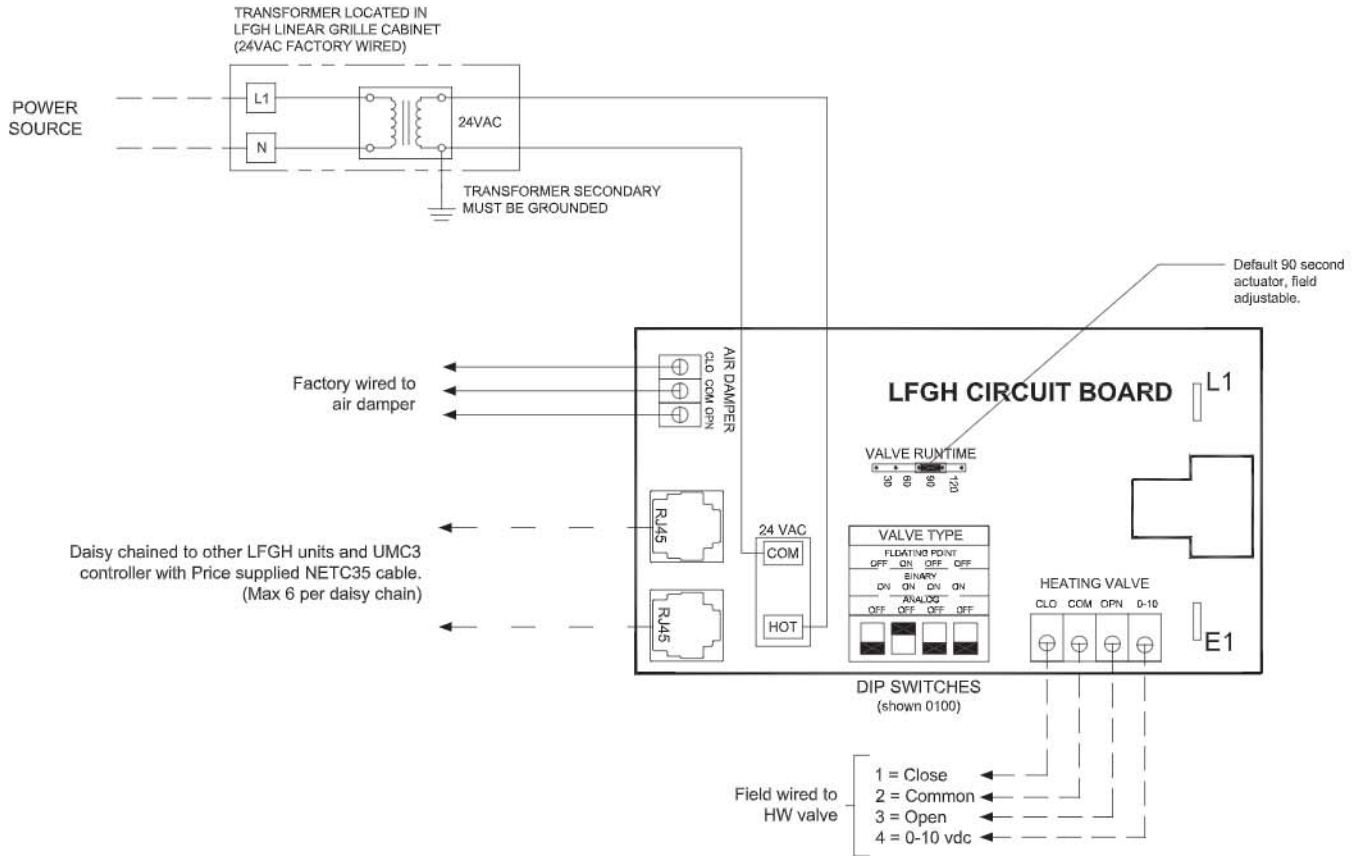 TRANSFORMER LOCATED IN
LFGH LINEAR GRILLE CABINET
(24VAC FACTORY WIRED)
POWER
SOURCE
L1
N
24VAC
TRANSFORMER SECONDARY
MUST BE GROUNDED
Default 90 second
actuator, field
adjustable.
Factory wired to
air damper
CLO COM OPN
AIR DAMPER
LFGH CIRCUIT BOARD
L1
VALVE RUNTIME
30 60 90 120
RJ45
Daisy chained to other LFGH units and UMC3
controller with Price supplied NETC35 cable.
(Max 6 per daisy chain)
RJ45
24 VAC
COM
HOT
VALVE TYPE
FLOATING POINT
OFF ON OFF OFF
BINARY
ON ON ON ON
ANALOG
OFF OFF OFF OFF
HEATING VALVE
CLO COM OPN 0-10
E1
DIP SWITCHES
(shown 0100)
Field wired to
HW valve
1 = Close
2 = Common
3 = Open
4 = 0-10 vdc